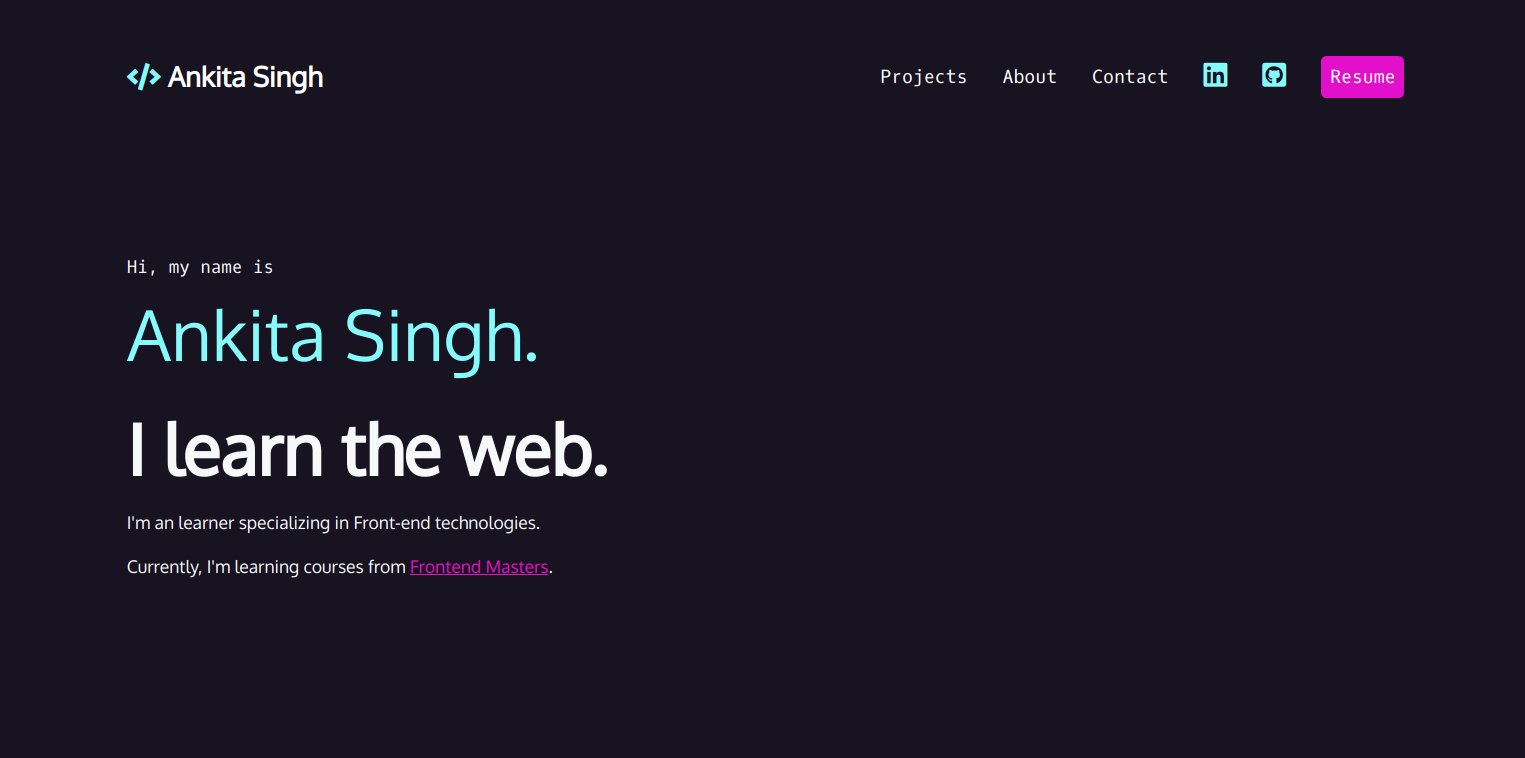 </> Ankita Singh
Projects About Contact Resume
Hi, my name is
Ankita Singh.
I learn the web.
I'm an learner specializing in Front-end technologies.
Currently, I'm learning courses from Frontend Masters.